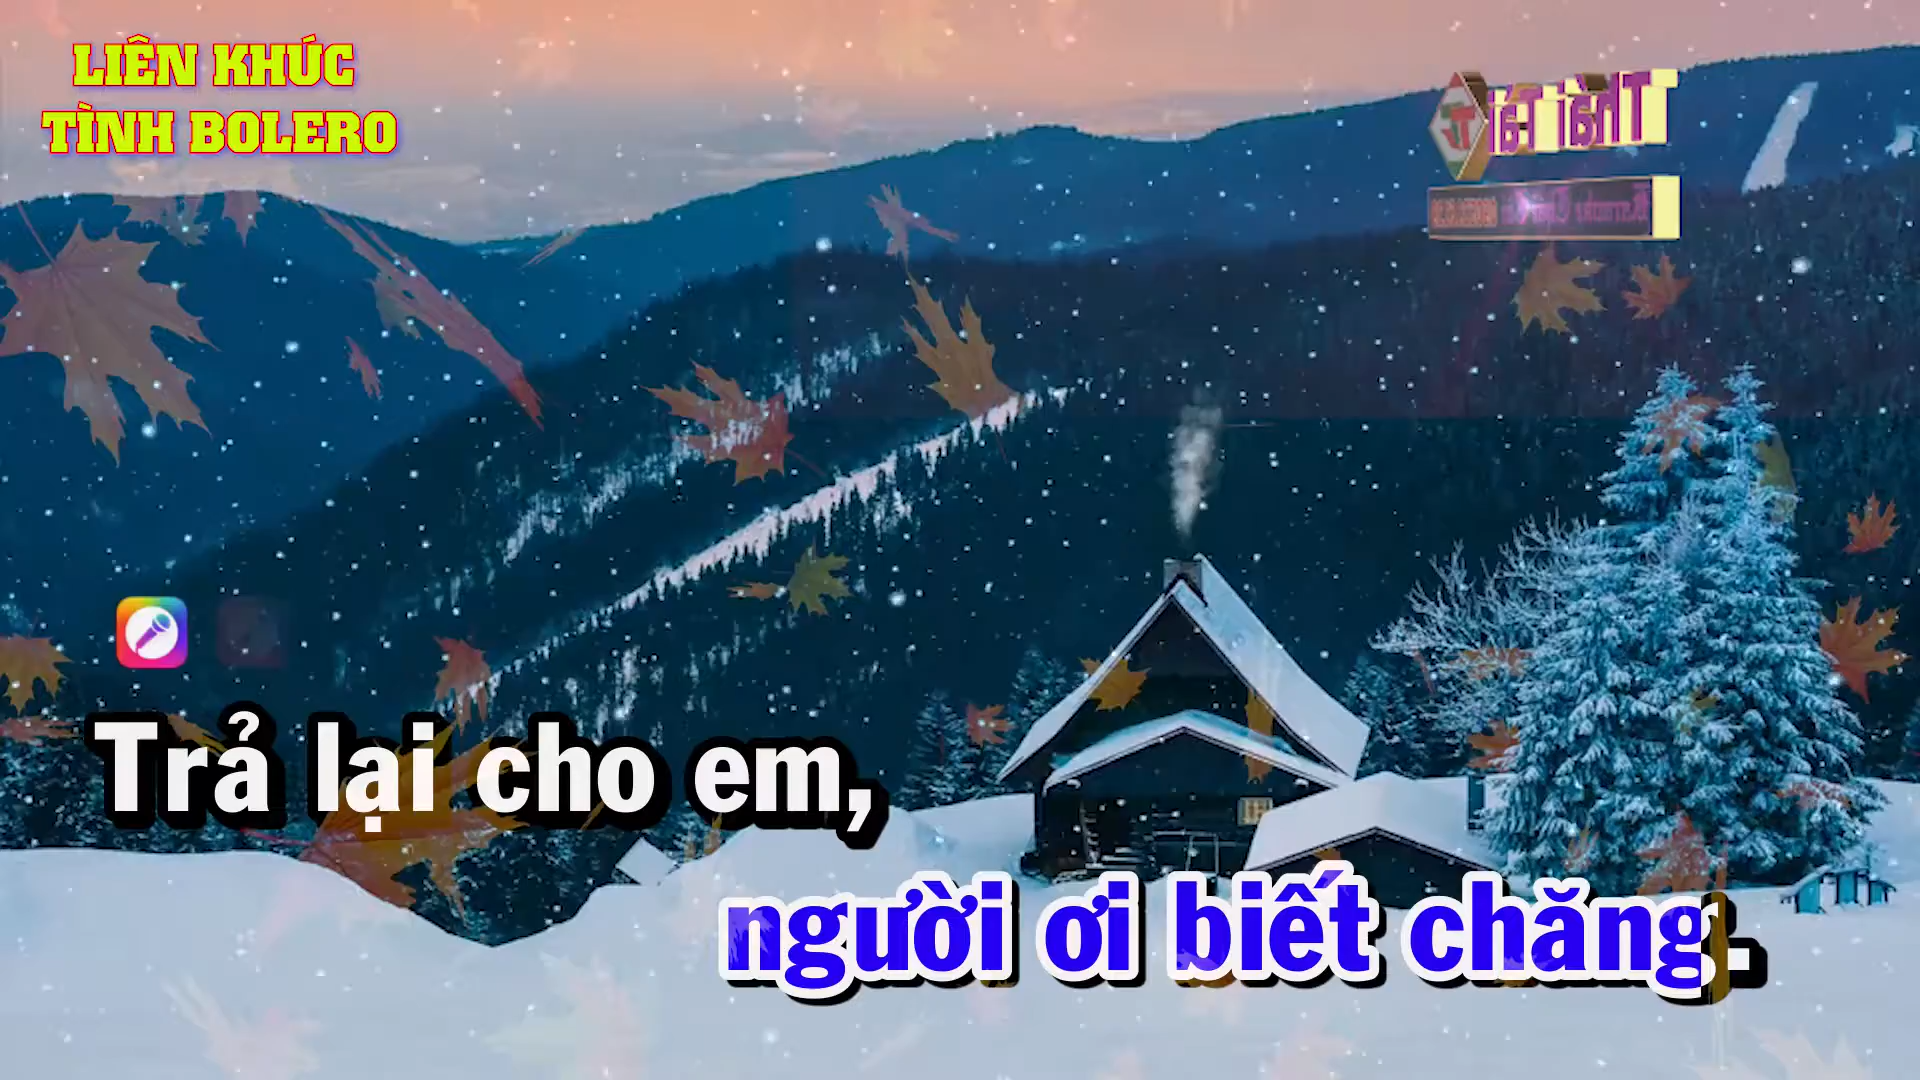 LIÊN KHÚC
TÌNH BOLERO
Trả lại cho em,
người ơi biết chăng.